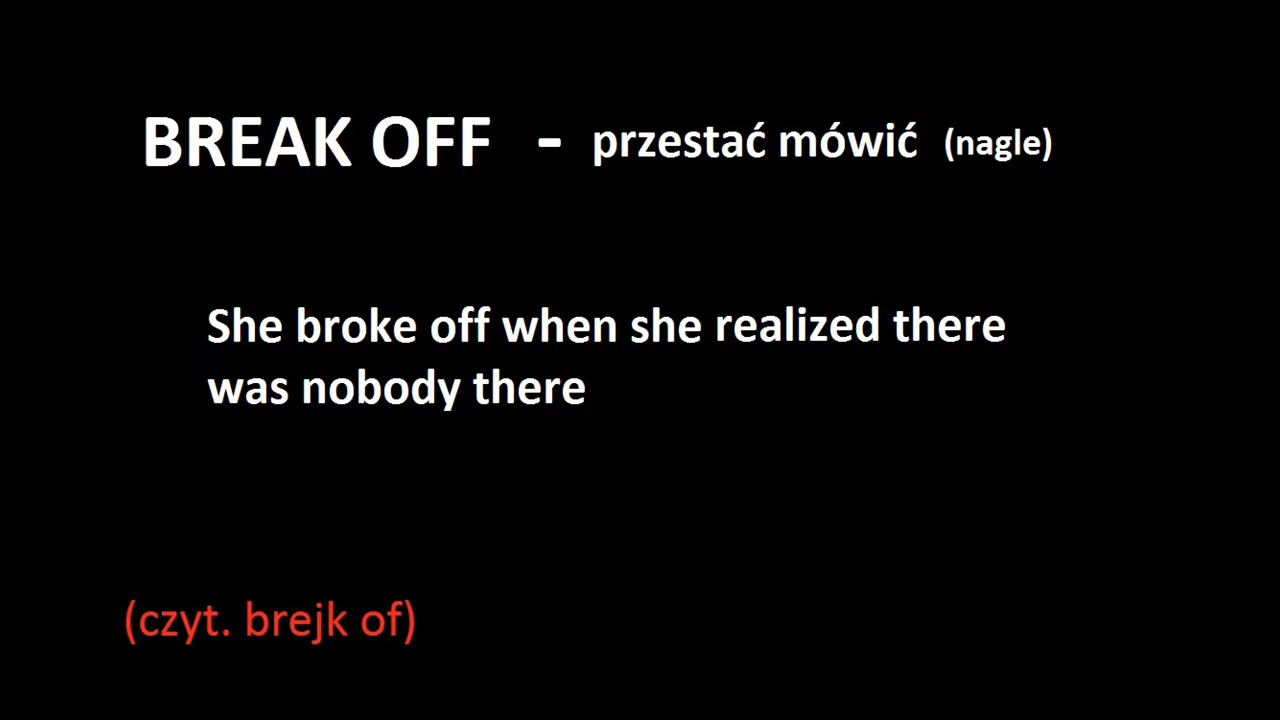 BREAK OFF - przestać mówić (nagle)
She broke off when she realized there
was nobody there
(czyt. brejk of)